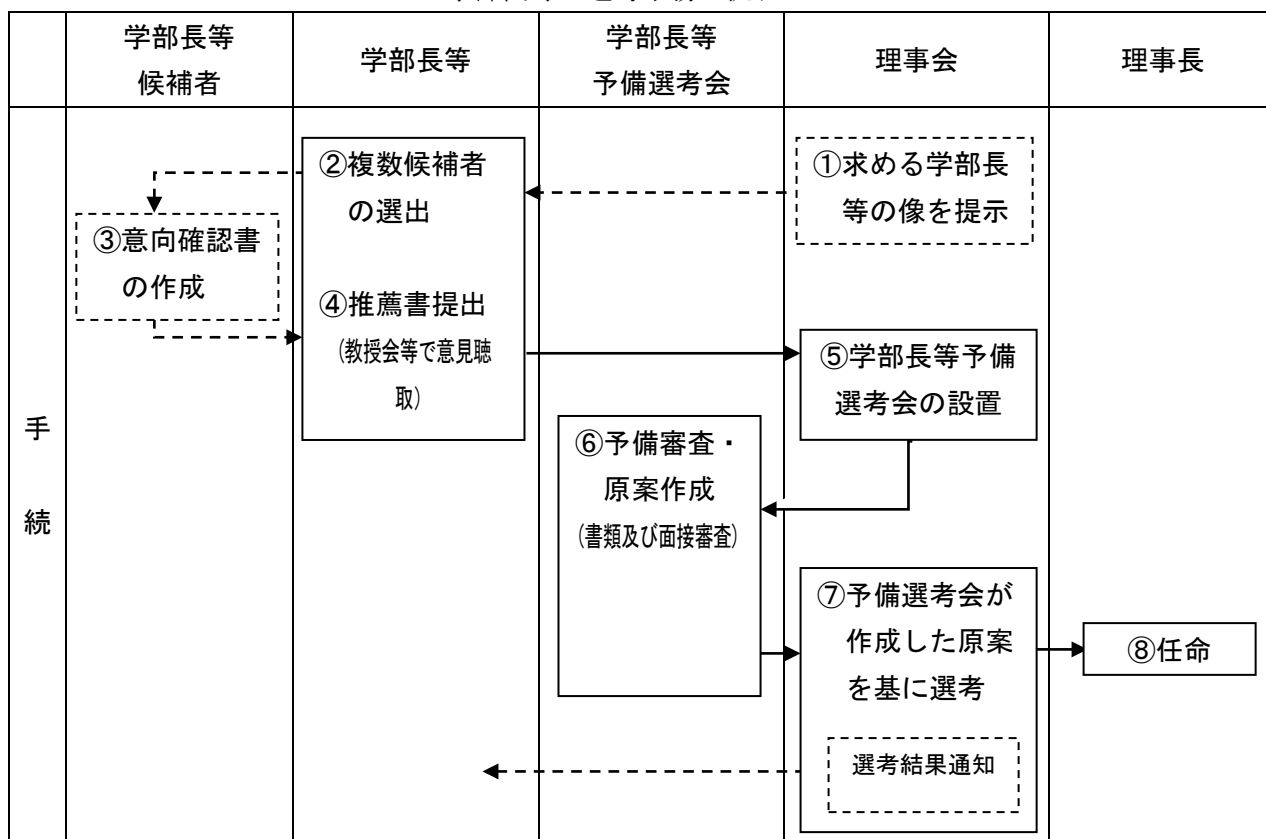 学部長等
候補者
学部長等
学部長等
予備選考会
理事会
理事長
手
続
①求める学部長
等の像を提示
②複数候補者
の選出
③意向確認書
の作成
④推薦書提出
(教授会等で意見聴
取)
⑤学部長等予備
選考会の設置
⑥予備審査・
原案作成
(書類及び面接審査)
⑦予備選考会が
作成した原案
を基に選考
選考結果通知
⑧任命